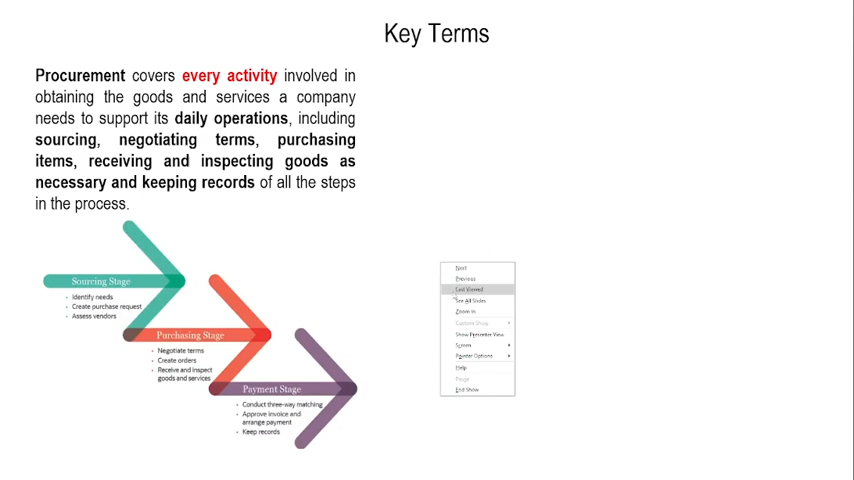 Key Terms
Procurement covers every activity involved in
obtaining the goods and services a company
needs to support its daily operations, including
sourcing, negotiating terms, purchasing
items, receiving and inspecting goods as
necessary and keeping records of all the steps
in the process.
Sourcing Stage
• Identify needs
• Create purchase request
• Assess vendors
Purchasing Stage
• Negotiate terms
• Create orders
• Receive and inspect
goods and services
Payment Stage
• Conduct three-way matching
• Approve invoice and
arrange payment
• Keep records
Next
Previous
Last Viewed
See All Slides
Zoom In
Custom Show
Show Presenter View
Screen
Pointer Options
Help
Pause
End Show